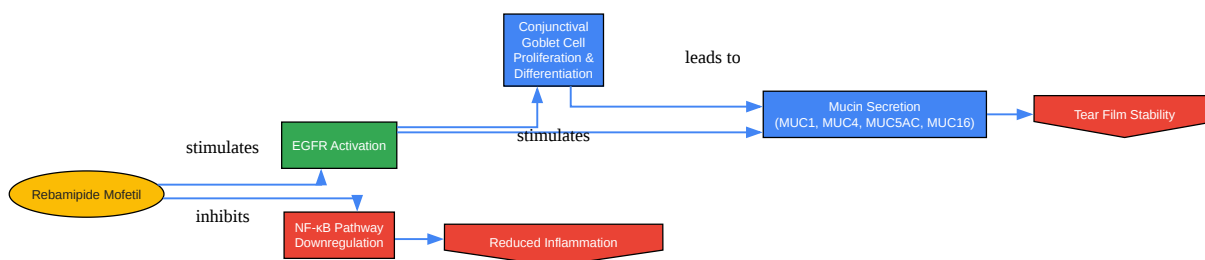 Conjunctival
Goblet Cell
Proliferation &
Differentiation
leads to
Mucin Secretion
(MUC1, MUC4, MUC5AC, MUC16)
Tear Film Stability
stimulates
EGFR Activation
stimulates
Rebamipide Mofetil
inhibits
NF-κB Pathway
Downregulation
Reduced Inflammation